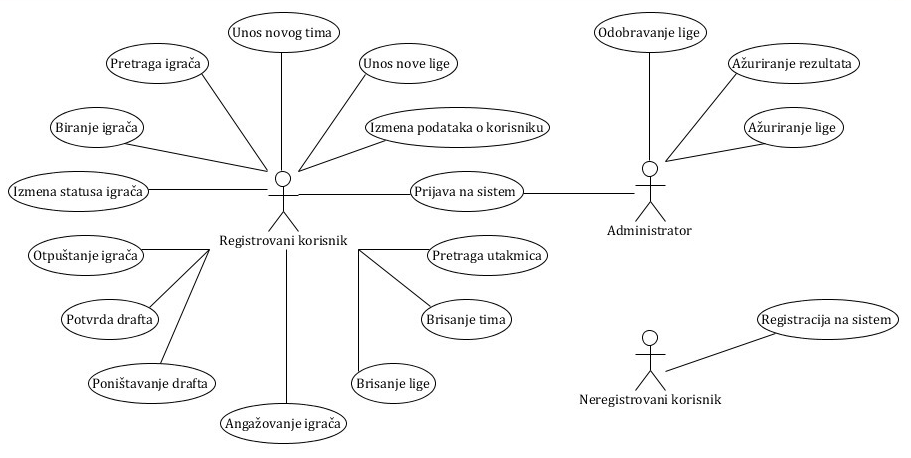 Unos novog tima
Odobravanje lige
Pretraga igrača
Unos nove lige
Ažuriranje rezultata
Biranje igrača
Izmena podataka o korisniku
Ažuriranje lige
Izmena statusa igrača
Prijava na sistem
Registrovani korisnik
Administrator
Otpuštanje igrača
Pretraga utakmica
Potvrda drafta
Brisanje tima
Registracija na sistem
Poništavanje drafta
Brisanje lige
Neregistrovani korisnik
Angažovanje igrača